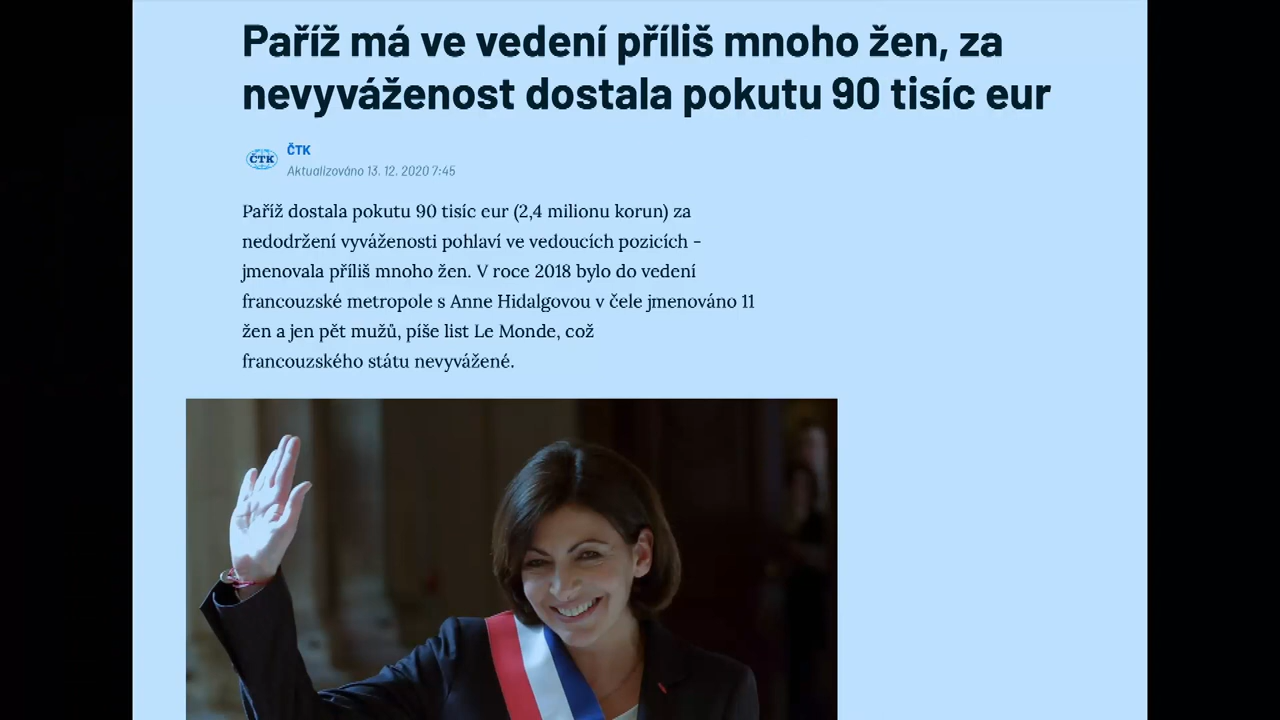 Paříž má ve vedení příliš mnoho žen, za
nevyváženost dostala pokutu 90 tisíc eur
ČTK
ČTK
Aktualizováno 13. 12. 2020 7:45
Paříž dostala pokutu 90 tisíc eur (2,4 milionu korun) za
nedodržení vyváženosti pohlaví ve vedoucích pozicích -
jmenovala příliš mnoho žen. V roce 2018 bylo do vedení
francouzské metropole s Anne Hidalgovou v čele jmenováno 11
žen a jen pět mužů, píše list Le Monde, což
francouzského státu nevyvážené.